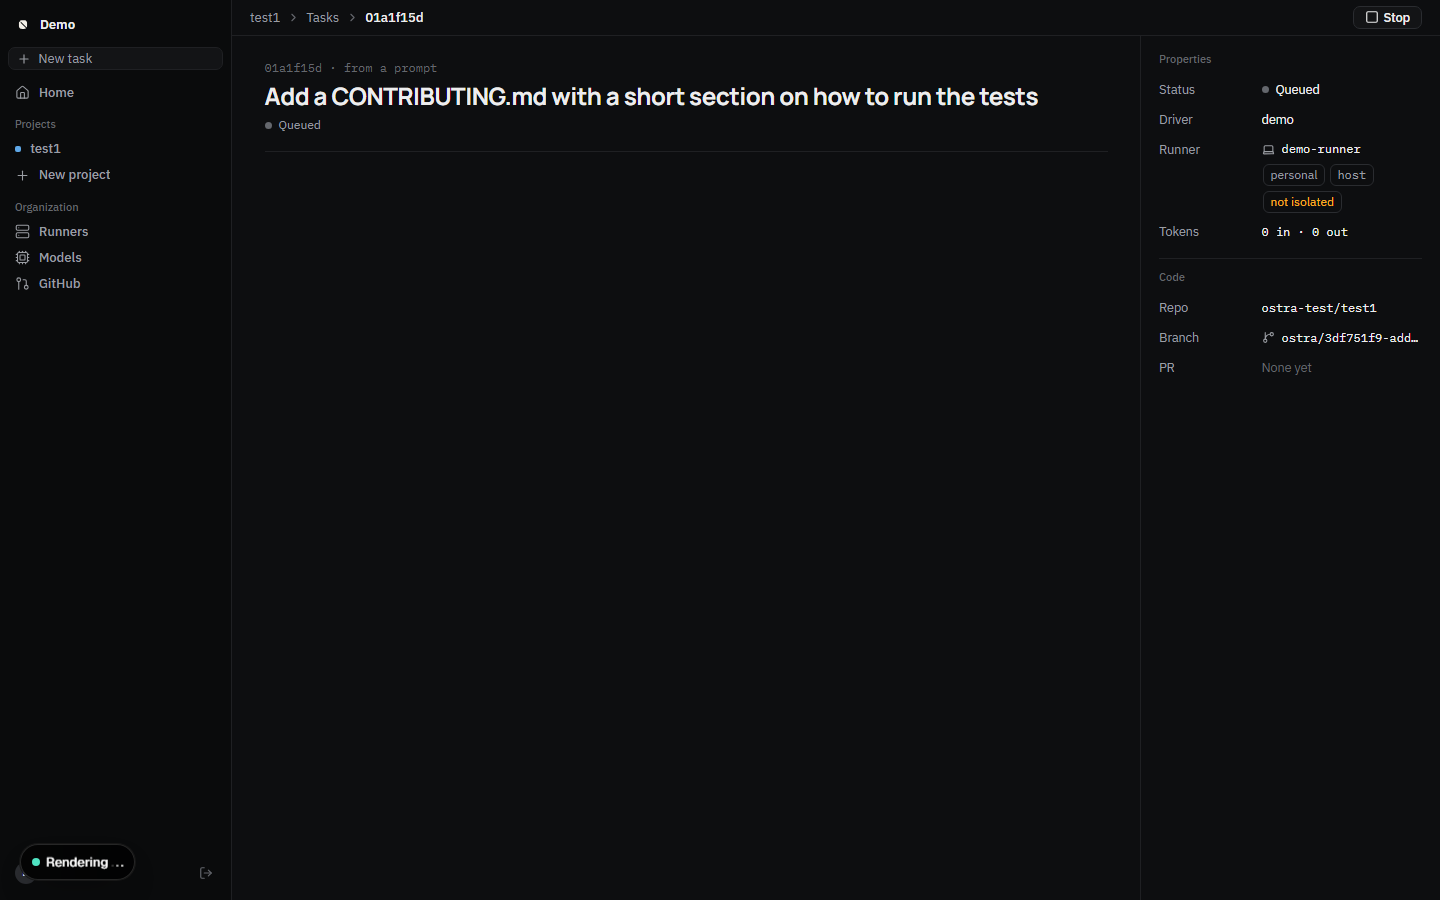 Demo
New task
Home
Projects
test1
New project
Organization
Runners
Models
GitHub
Rendering ...
test1 > Tasks > 01a1f15d
Stop
01a1f15d · from a prompt
Add a CONTRIBUTING.md with a short section on how to run the tests
Queued
Properties
Status Queued
Driver demo
Runner demo-runner
personal host
not isolated
Tokens 0 in · 0 out
Code
Repo ostra-test/test1
Branch ostra/3df751f9-add…
PR None yet